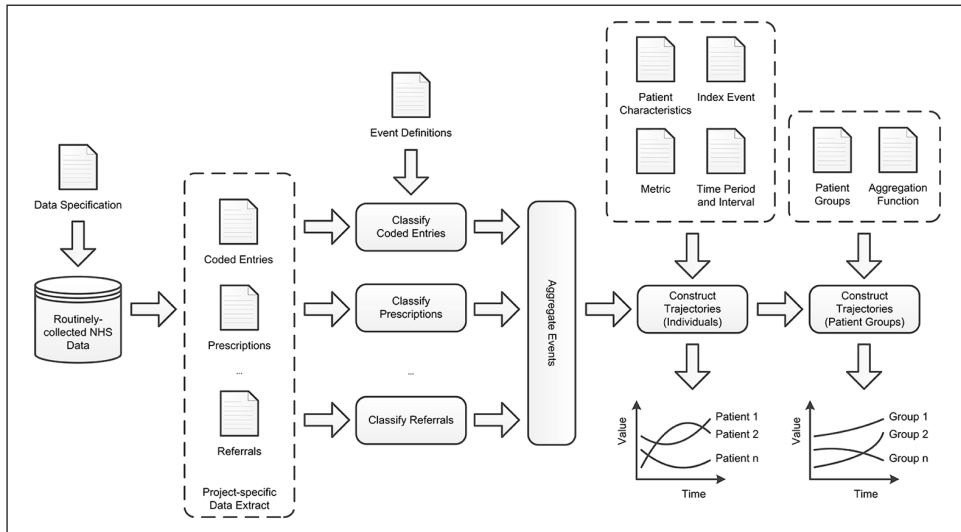 Data Specification
Routinely-
collected NHS
Data
Coded Entries
Prescriptions
...
Referrals
Project-specific
Data Extract
Event Definitions
Classify
Coded Entries
Classify
Prescriptions
...
Classify Referrals
Aggregate Events
Patient
Characteristics
Index Event
Metric
Time Period
and Interval
Construct
Trajectories
(Individuals)
Value
Patient 1
Patient 2
Patient n
Time
Patient
Groups
Aggregation
Function
Construct
Trajectories
(Patient Groups)
Value
Group 1
Group 2
Group n
Time